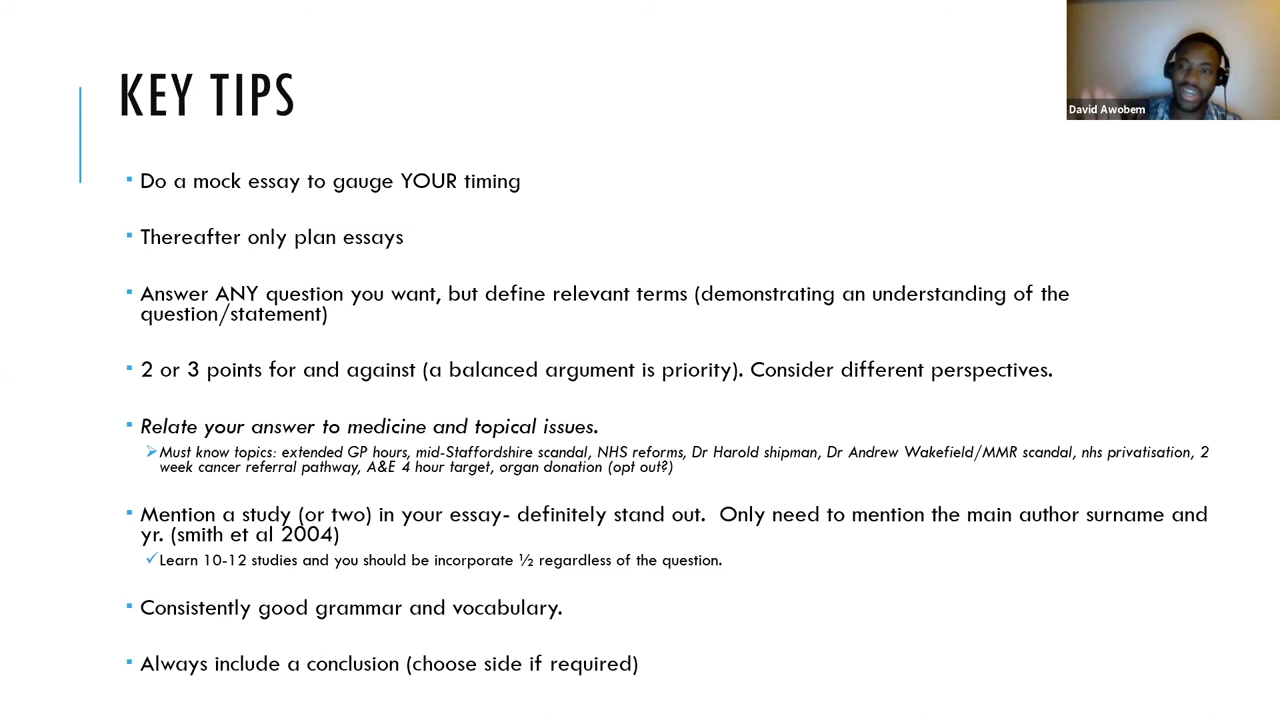 KEY TIPS
David Awobem
Do a mock essay to gauge YOUR timing
Thereafter only plan essays
Answer ANY question you want, but define relevant terms (demonstrating an understanding of the
question/statement)
2 or 3 points for and against (a balanced argument is priority). Consider different perspectives.
Relate your answer to medicine and topical issues.
Must know topics: extended GP hours, mid-Staffordshire scandal, NHS reforms, Dr Harold shipman, Dr Andrew Wakefield/MMR scandal, nhs privatisation, 2
week cancer referral pathway, A&E 4 hour target, organ donation (opt out?)
Mention a study (or two) in your essay- definitely stand out. Only need to mention the main author surname and
yr. (smith et al 2004)
Learn 10-12 studies and you should be incorporate ½ regardless of the question.
Consistently good grammar and vocabulary.
Always include a conclusion (choose side if required)